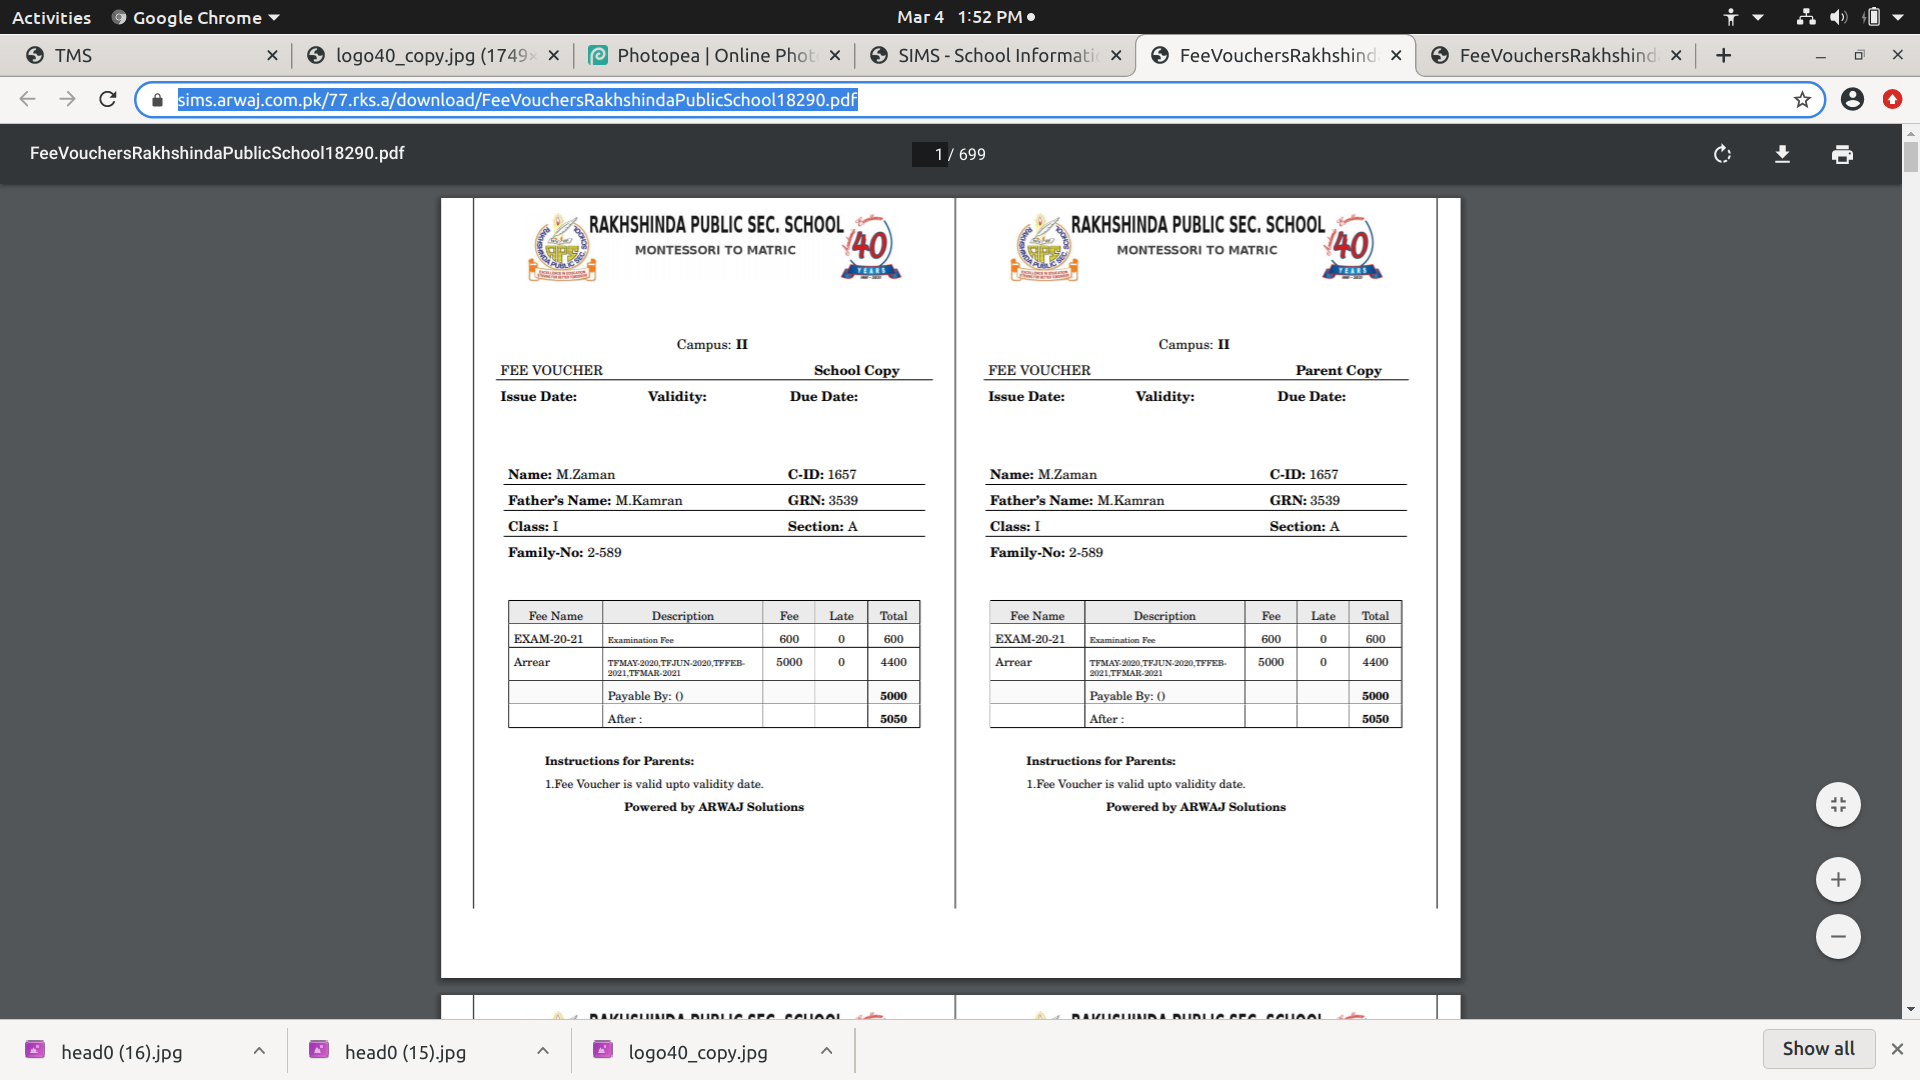 Activities Google Chrome Mar 4 1:52 PM
TMS
logo40_copy.jpg (1749×
Photopea | Online Phot
SIMS - School Informati
FeeVouchersRakhshind
FeeVouchersRakhshind
sims.arwaj.com.pk/77.rks.a/download/FeeVouchersRakhshindaPublicSchool18290.pdf
FeeVouchersRakhshindaPublicSchool18290.pdf
1 / 699
RAKHSHINDA PUBLIC SEC. SCHOOL
MONTESSORI TO MATRIC
40
YEARS
Campus: II
FEE VOUCHER School Copy
Issue Date: Validity: Due Date:
Name: M.Zaman C-ID: 1657
Father's Name: M.Kamran GRN: 3539
Class: I Section: A
Family-No: 2-589
Fee Name Description Fee Late Total
EXAM-20-21 Examination Fee 600 0 600
Arrear TFMAY-2020,TFJUN-2020,TFFEB- 5000 0 4400
2021,TFMAR-2021
Payable By: () 5000
After : 5050
Instructions for Parents:
1.Fee Voucher is valid upto validity date.
Powered by ARWAJ Solutions
RAKHSHINDA PUBLIC SEC. SCHOOL
MONTESSORI TO MATRIC
40
YEARS
Campus: II
FEE VOUCHER Parent Copy
Issue Date: Validity: Due Date:
Name: M.Zaman C-ID: 1657
Father's Name: M.Kamran GRN: 3539
Class: I Section: A
Family-No: 2-589
Fee Name Description Fee Late Total
EXAM-20-21 Examination Fee 600 0 600
Arrear TFMAY-2020,TFJUN-2020,TFFEB- 5000 0 4400
2021,TFMAR-2021
Payable By: () 5000
After : 5050
Instructions for Parents:
1.Fee Voucher is valid upto validity date.
Powered by ARWAJ Solutions
RAKHSHINDA PUBLIC SEC. SCHOOL
RAKHSHINDA PUBLIC SEC. SCHOOL
head0 (16).jpg
head0 (15).jpg
logo40_copy.jpg
Show all